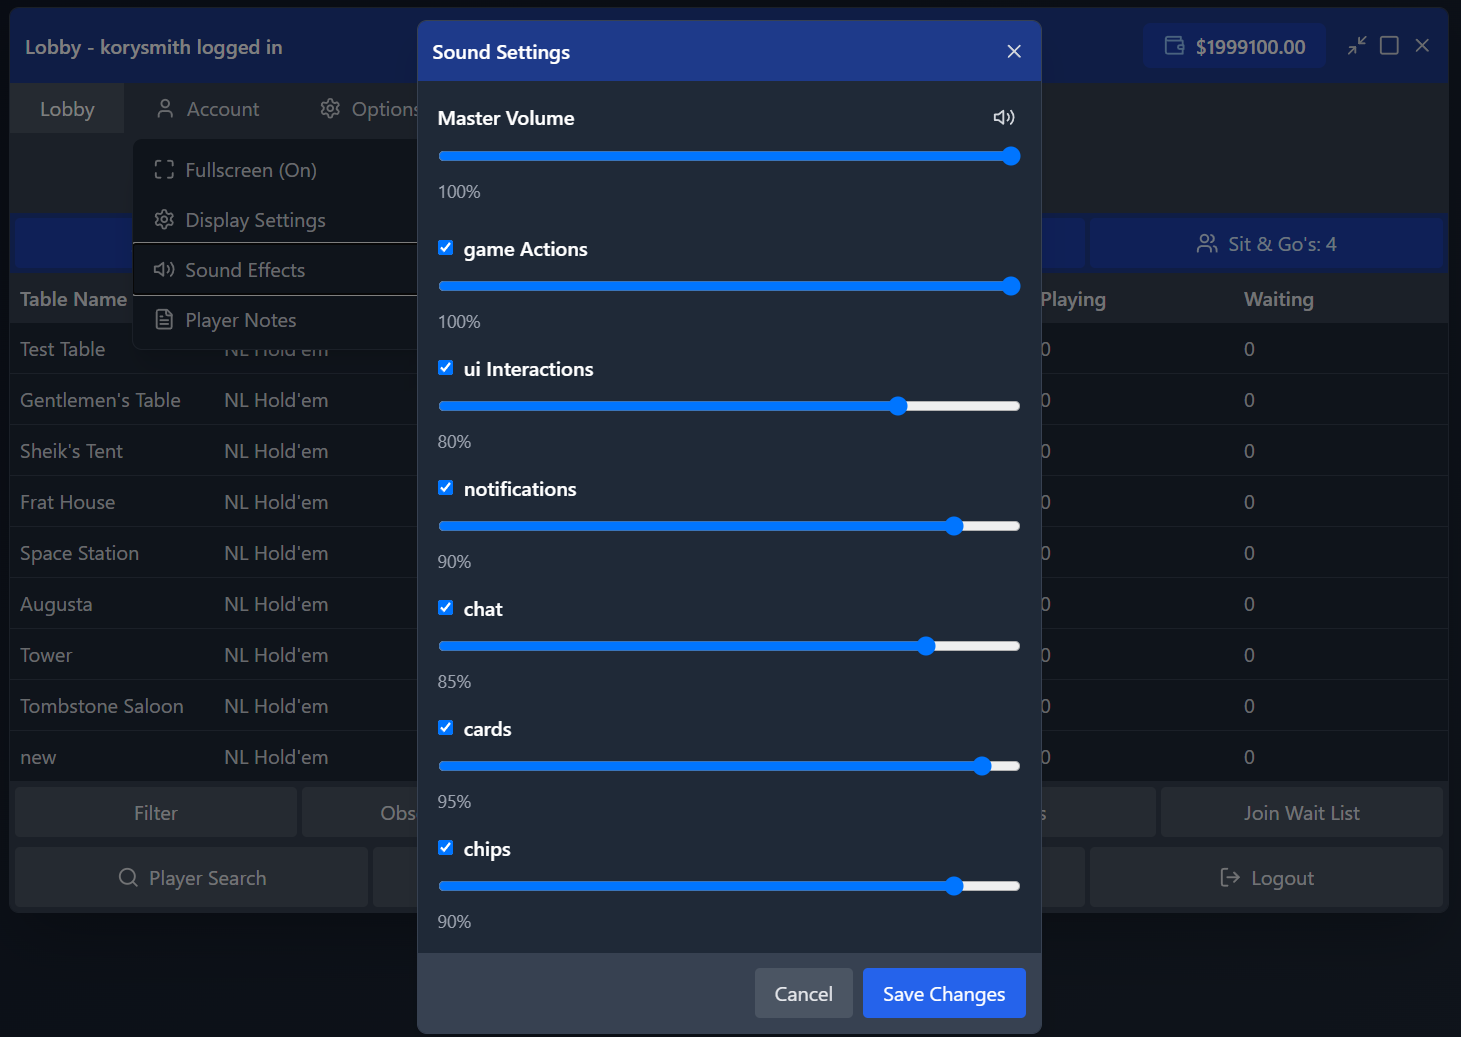 Lobby - korysmith logged in
$1999100.00
Lobby
Account
Options
Fullscreen (On)
Display Settings
Sound Effects
Player Notes
Sit & Go's: 4
Table Name
Playing
Waiting
Test Table
NL Hold'em
0
0
Gentlemen's Table
NL Hold'em
0
0
Sheik's Tent
NL Hold'em
0
0
Frat House
NL Hold'em
0
0
Space Station
NL Hold'em
0
0
Augusta
NL Hold'em
0
0
Tower
NL Hold'em
0
0
Tombstone Saloon
NL Hold'em
0
0
new
NL Hold'em
0
0
Filter
Obs
s
Join Wait List
Player Search
Logout
Sound Settings
Master Volume
100%
game Actions
100%
ui Interactions
80%
notifications
90%
chat
85%
cards
95%
chips
90%
Cancel
Save Changes